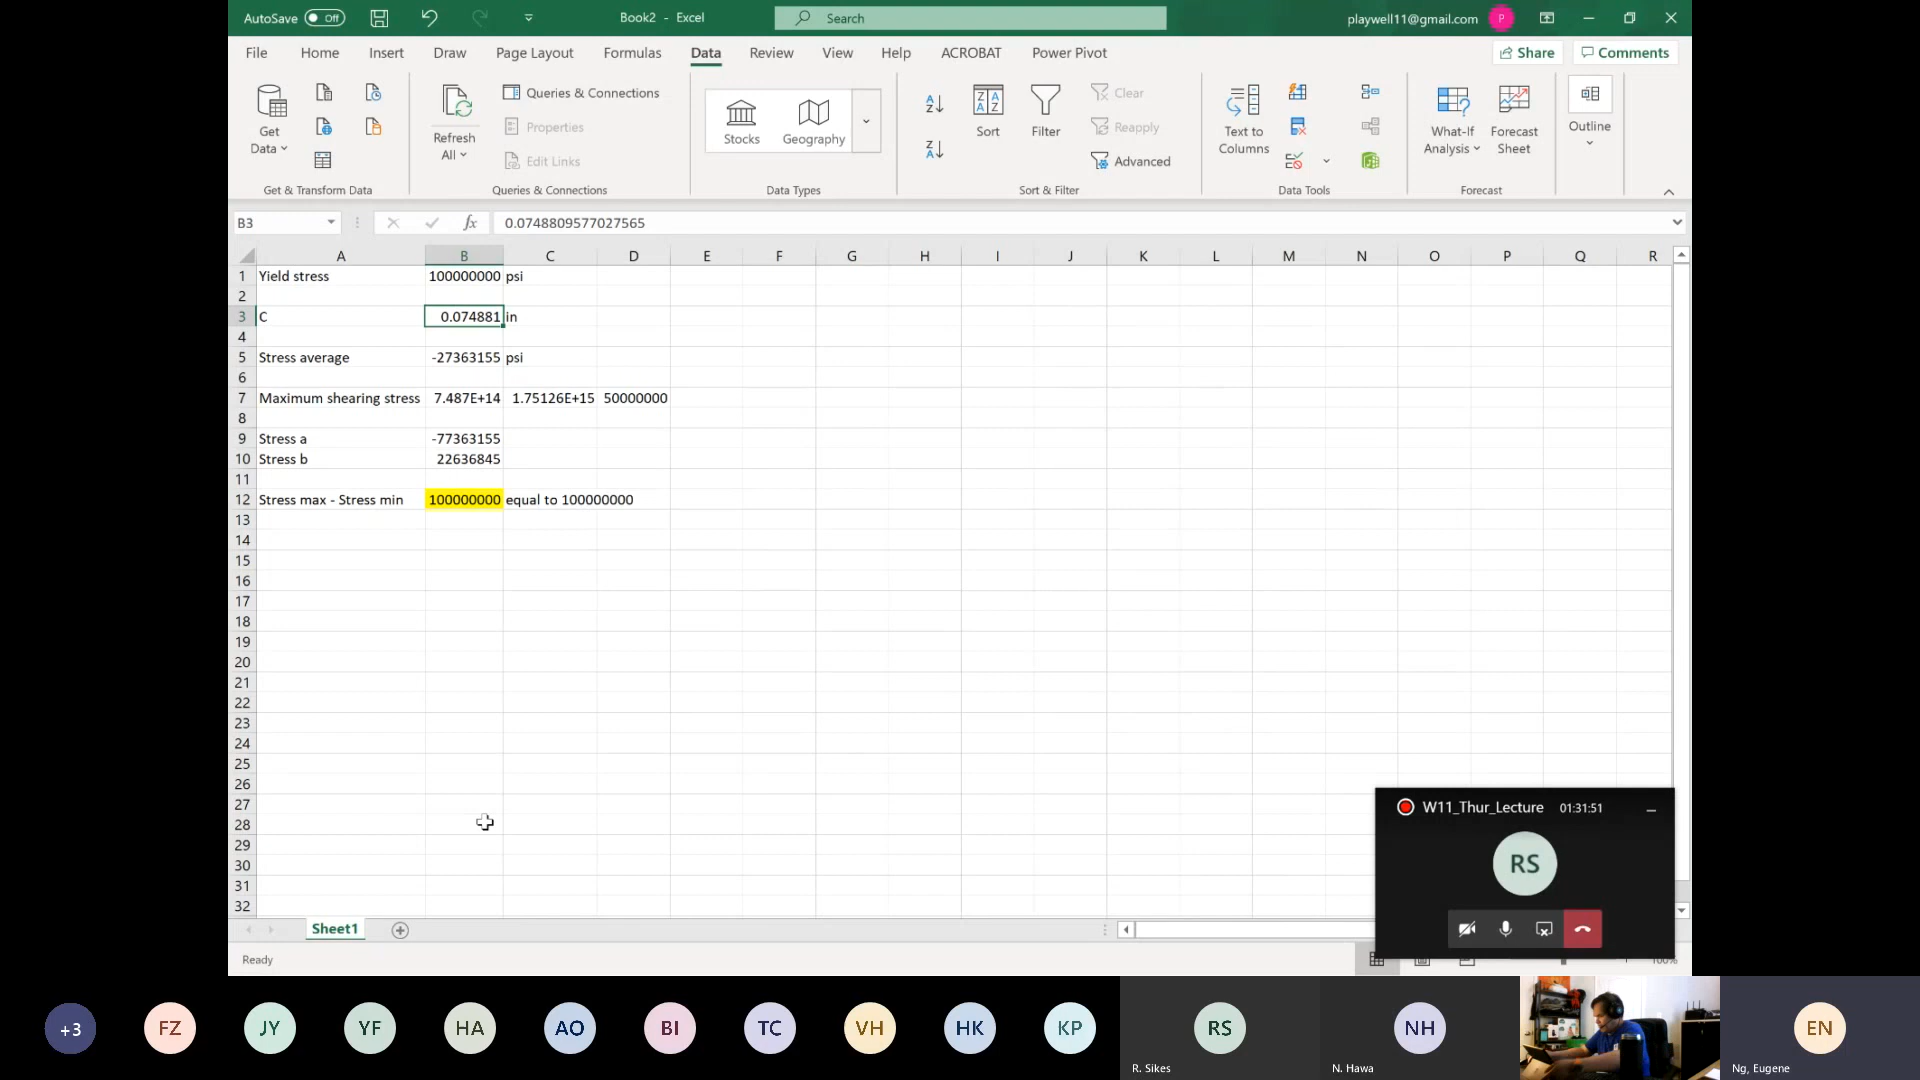 AutoSave Off
Book2 - Excel
Search
playwell11@gmail.com P
File Home Insert Draw Page Layout Formulas Data Review View Help ACROBAT Power Pivot
Share Comments
Get Data
Refresh All
Queries & Connections
Properties
Edit Links
Stocks
Geography
Sort
Filter
Clear
Reapply
Advanced
Text to Columns
What-If Analysis
Forecast Sheet
Outline
Get & Transform Data
Queries & Connections
Data Types
Sort & Filter
Data Tools
Forecast
B3 fx 0.0748809577027565
A B C D E F G H I J K L M N O P Q R
1 Yield stress 100000000 psi
2
3 C 0.074881 in
4
5 Stress average -27363155 psi
6
7 Maximum shearing stress 7.487E+14 1.75126E+15 50000000
8
9 Stress a -77363155
10 Stress b 22636845
11
12 Stress max - Stress min 100000000 equal to 100000000
13
14
15
16
17
18
19
20
21
22
23
24
25
26
27
28
29
30
31
32
W11_Thur_Lecture 01:31:51
RS
Sheet1
Ready
+3 FZ JY YF HA AO BI TC VH HK KP RS NH EN
R. Sikes
N. Hawa
Ng, Eugene